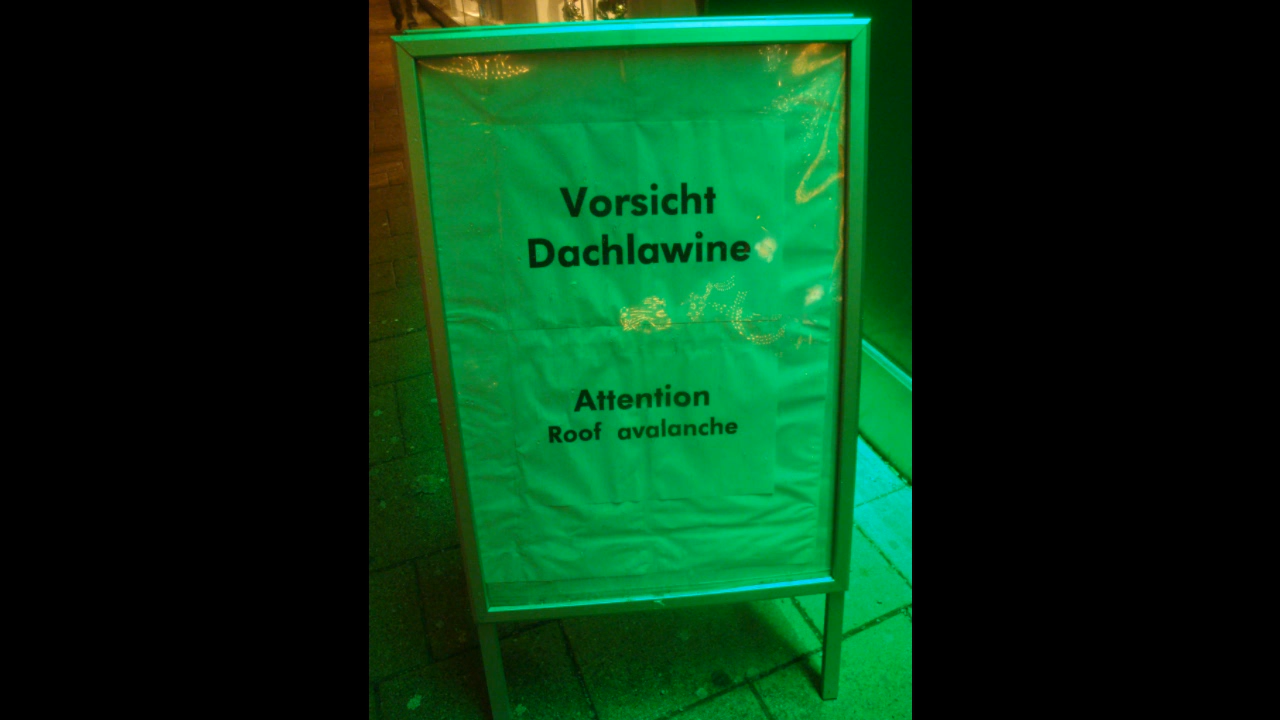 Vorsicht
Dachlawine
Attention
Roof avalanche